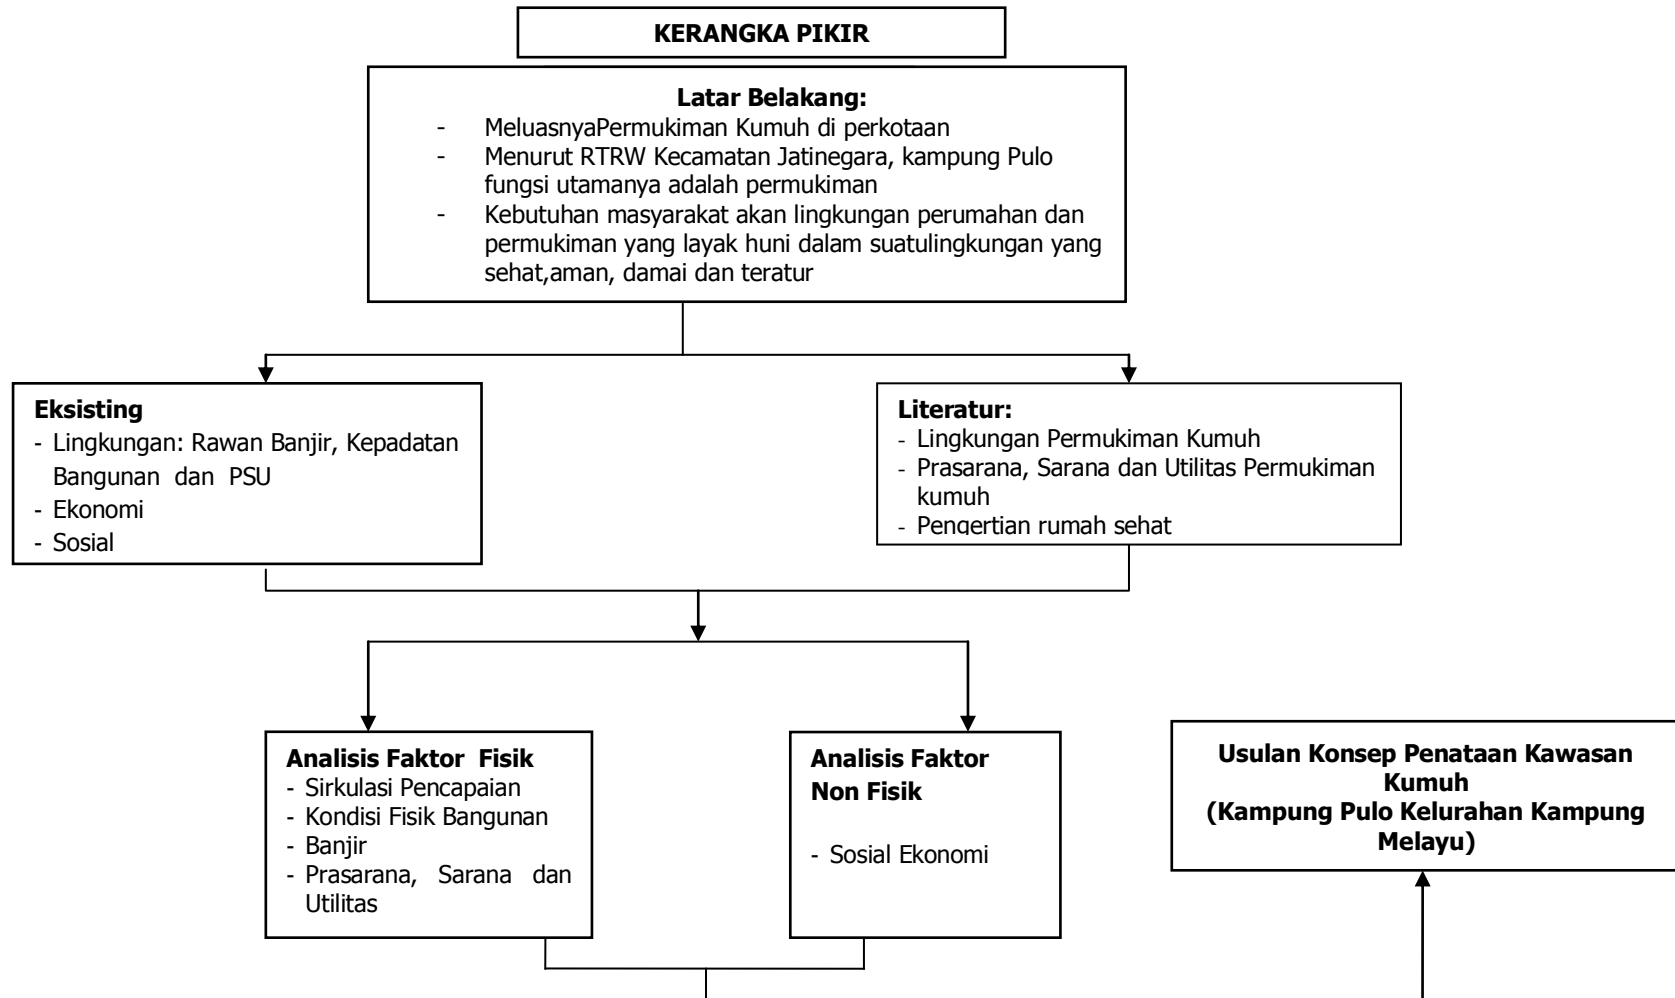 KERANGKA PIKIR
Latar Belakang:
- MeluasnyaPermukiman Kumuh di perkotaan
- Menurut RTRW Kecamatan Jatinegara, kampung Pulo
fungsi utamanya adalah permukiman
- Kebutuhan masyarakat akan lingkungan perumahan dan
permukiman yang layak huni dalam suatulingkungan yang
sehat,aman, damai dan teratur
Eksisting
- Lingkungan: Rawan Banjir, Kepadatan
Bangunan dan PSU
- Ekonomi
- Sosial
Literatur:
- Lingkungan Permukiman Kumuh
- Prasarana, Sarana dan Utilitas Permukiman
kumuh
- Pengertian rumah sehat
Analisis Faktor Fisik
- Sirkulasi Pencapaian
- Kondisi Fisik Bangunan
- Banjir
- Prasarana, Sarana dan
Utilitas
Analisis Faktor
Non Fisik
- Sosial Ekonomi
Usulan Konsep Penataan Kawasan
Kumuh
(Kampung Pulo Kelurahan Kampung
Melayu)